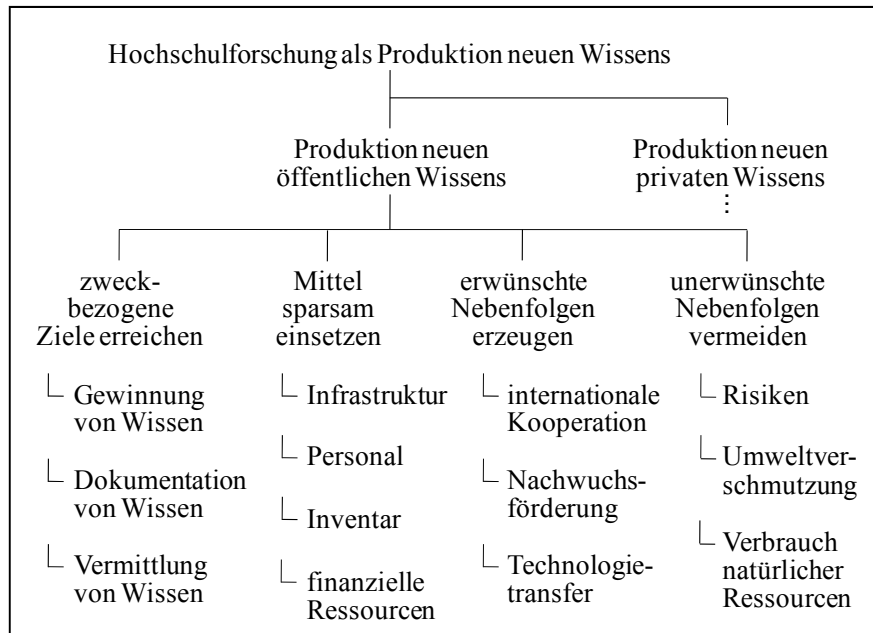 Hochschulforschung als Produktion neuen Wissens
Produktion neuen
öffentlichen Wissens
Produktion neuen
privaten Wissens
zweck-
bezogene
Ziele erreichen
Gewinnung
von Wissen
Dokumentation
von Wissen
Vermittlung
von Wissen
Mittel
sparsam
einsetzen
Infrastruktur
Personal
Inventar
finanzielle
Ressourcen
erwünschte
Nebenfolgen
erzeugen
internationale
Kooperation
Nachwuchs-
förderung
Technologie-
transfer
unerwünschte
Nebenfolgen
vermeiden
Risiken
Umweltver-
schmutzung
Verbrauch
natürlicher
Ressourcen